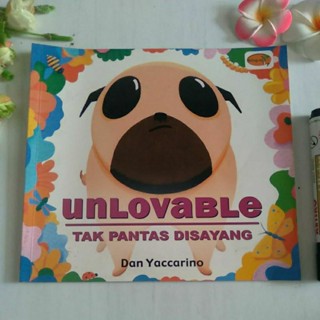 unLovaBLe
TAK PANTAS DISAYANG
Dan Yaccarino